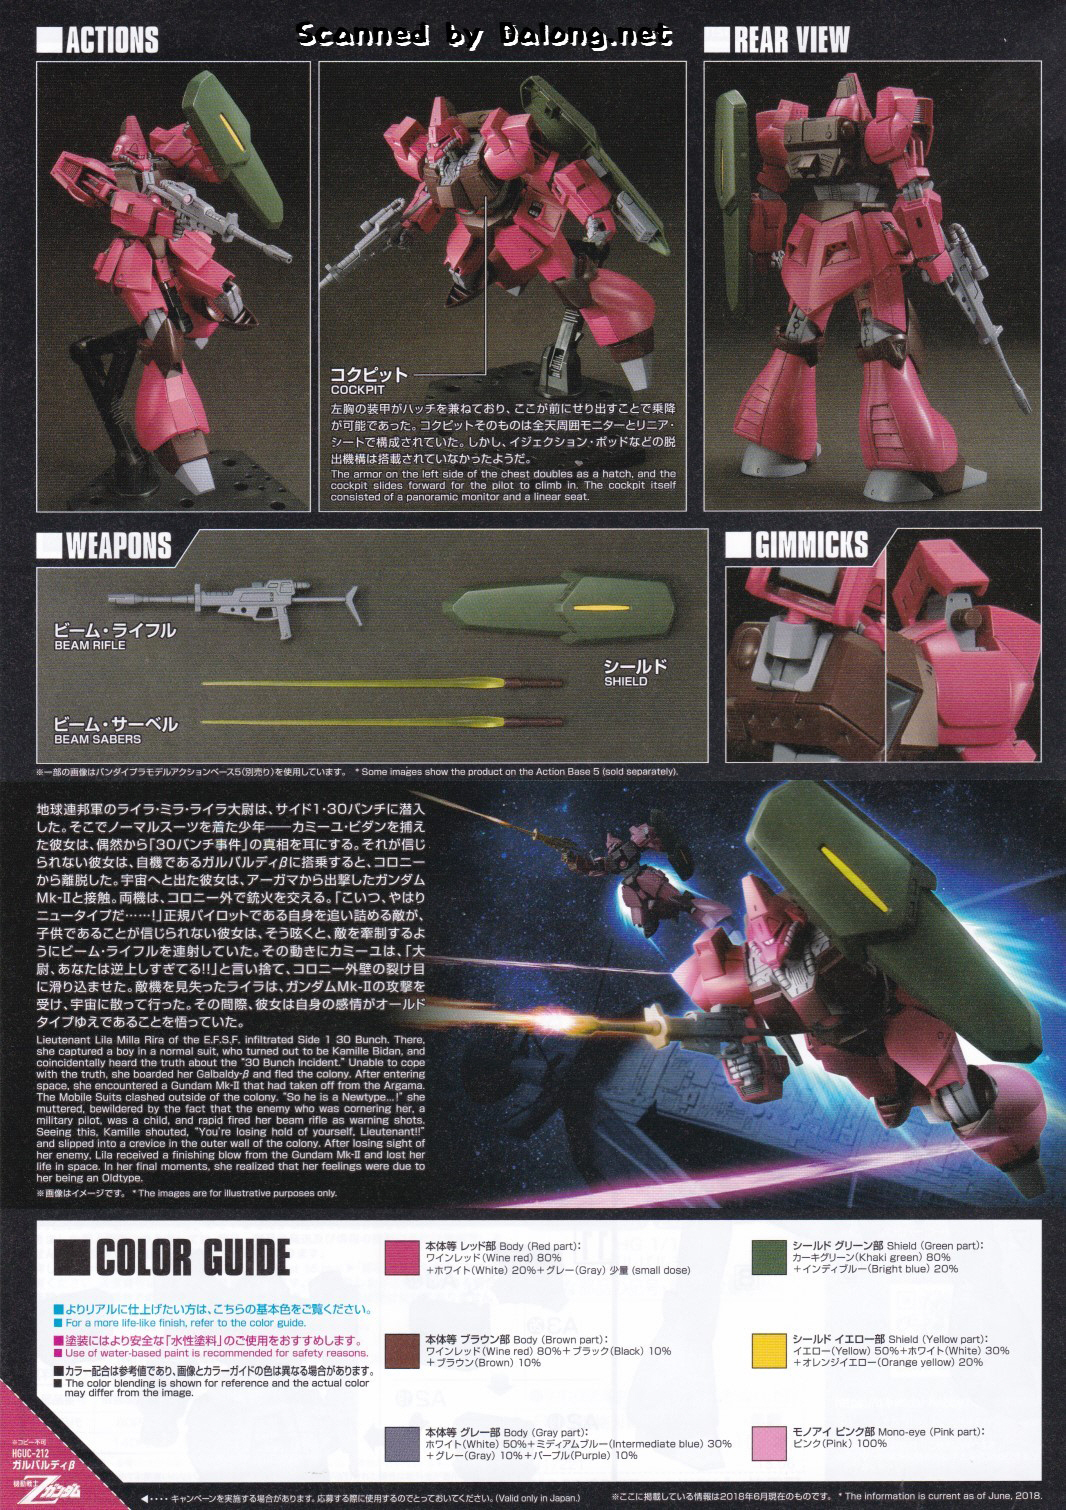 Scanned by Dalong.net
ACTIONS
REAR VIEW
コクピット
COCKPIT
左胸の装甲がハッチを兼ねており、ここが前にせり出すことで乗降
が可能であった。コクピットそのものは全天周囲モニターとリニア・
シートで構成されていた。しかし、イジェクション・ポッドなどの脱
出機構は搭載されていなかったようだ。
The armor on the left side of the chest doubles as a hatch, and the
cockpit slides forward for the pilot to climb in. The cockpit itself
consisted of a panoramic monitor and a linear seat.
WEAPONS
ビーム・ライフル
BEAM RIFLE
シールド
SHIELD
ビーム・サーベル
BEAM SABERS
GIMMICKS
※一部の画像はバンダイプラモデルアクションベース5(別売り)を使用しています。 * Some images show the product on the Action Base 5 (sold separately).
地球連邦軍のライラ・ミラ・ライラ大尉は、サイド1・30バンチに潜入
した。そこでノーマルスーツを着た少年――カミーユ・ビダンを捕え
た彼女は、偶然から「30バンチ事件」の真相を耳にする。それが信じ
られない彼女は、自機であるガルバルディβに搭乗すると、コロニー
から離脱した。宇宙へと出た彼女は、アーガマから出撃したガンダム
Mk-Ⅱと接触。両機は、コロニー外で銃火を交える。「こいつ、やはり
ニュータイプだ……!」正規パイロットである自身を追い詰める敵が、
子供であることが信じられない彼女は、そう呟くと、敵を牽制するよ
うにビーム・ライフルを連射していた。その動きにカミーユは、「大
尉、あなたは逆上しすぎてる!!」と言い捨て、コロニー外壁の裂け目
に滑り込ませた。敵機を見失ったライラは、ガンダムMk-Ⅱの攻撃を
受け、宇宙に散って行った。その間際、彼女は自身の感情がオールド
タイプゆえであることを悟っていた。
Lieutenant Lila Milla Rira of the E.F.S.F. infiltrated Side 1 30 Bunch. There,
she captured a boy in a normal suit, who turned out to be Kamille Bidan, and
coincidentally heard the truth about the "30 Bunch Incident." Unable to cope
with the truth, she boarded her Galbaldy-β and fled the colony. After entering
space, she encountered a Gundam Mk-Ⅱ that had taken off from the Argama.
The Mobile Suits clashed outside of the colony. "So he is a Newtype...!" she
muttered, bewildered by the fact that the enemy who was cornering her, a
military pilot, was a child, and rapid fired her beam rifle as warning shots.
Seeing this, Kamille shouted, "You're losing hold of yourself, Lieutenant!!"
and slipped into a crevice in the outer wall of the colony. After losing sight of
her enemy, Lila received a finishing blow from the Gundam Mk-Ⅱ and lost her
life in space. In her final moments, she realized that her feelings were due to
her being an Oldtype.
※画像はイメージです。 * The images are for illustrative purposes only.
COLOR GUIDE
■よりリアルに仕上げたい方は、こちらの基本色をご覧ください。
■ For a more life-like finish, refer to the color guide.
■塗装にはより安全な「水性塗料」のご使用をおすすめします。
■ Use of water-based paint is recommended for safety reasons.
■カラー配合は参考値であり、画像とカラーガイドの色は異なる場合があります。
■ The color blending is shown for reference and the actual color
may differ from the image.
本体等 レッド部 Body (Red part):
ワインレッド(Wine red) 80%
+ホワイト(White) 20%+グレー(Gray) 少量 (small dose)
本体等 ブラウン部 Body (Brown part):
ワインレッド(Wine red) 80%+ブラック(Black) 10%
+ブラウン(Brown) 10%
本体等 グレー部 Body (Gray part):
ホワイト(White) 50%+ミディアムブルー(Intermediate blue) 30%
+グレー(Gray) 10%+パープル(Purple) 10%
シールド グリーン部 Shield (Green part):
カーキグリーン(Khaki green) 80%
+インディブルー(Bright blue) 20%
シールド イエロー部 Shield (Yellow part):
イエロー(Yellow) 50%+ホワイト(White) 30%
+オレンジイエロー(Orange yellow) 20%
モノアイ ピンク部 Mono-eye (Pink part):
ピンク(Pink) 100%
※コピー不可
HGUC-212
ガルバルディβ
機動戦士
Zガンダム
◀‥‥ キャンペーンを実施する場合があります。応募する際に使用するのでとっておいてください。(Valid only in Japan.)
※ここに掲載している情報は2018年6月現在のものです。 * The information is current as of June, 2018.